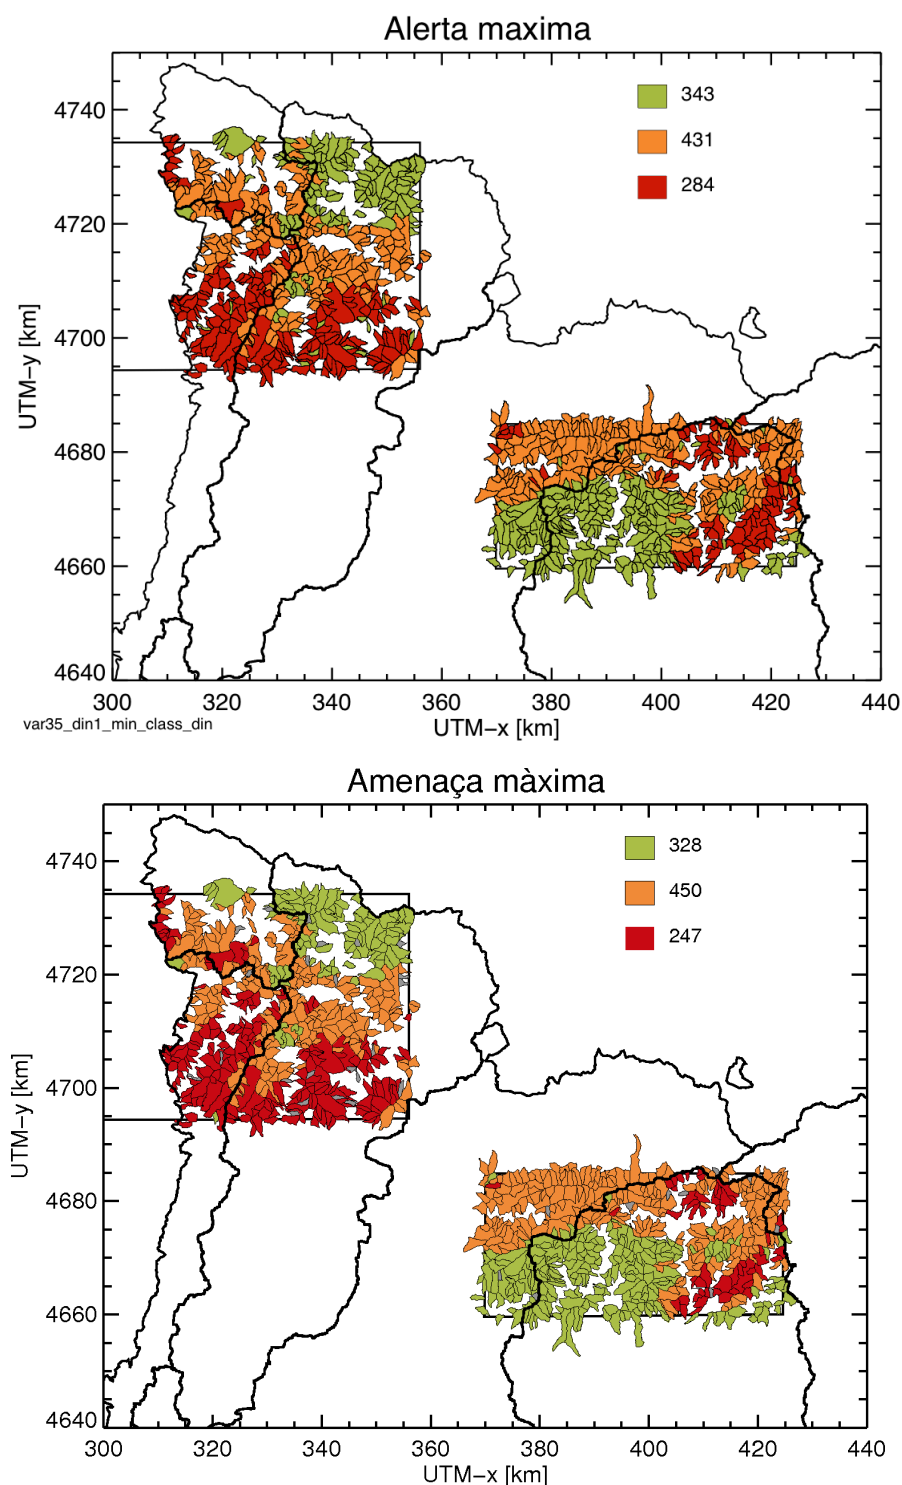 Alerta maxima
343
431
284
4740
4720
4700
4680
4660
4640
UTM−y [km]
300 320 340 360 380 400 420 440
UTM−x [km]
var35_din1_min_class_din
Amenaça màxima
328
450
247
4740
4720
4700
4680
4660
4640
UTM−y [km]
300 320 340 360 380 400 420 440
UTM−x [km]